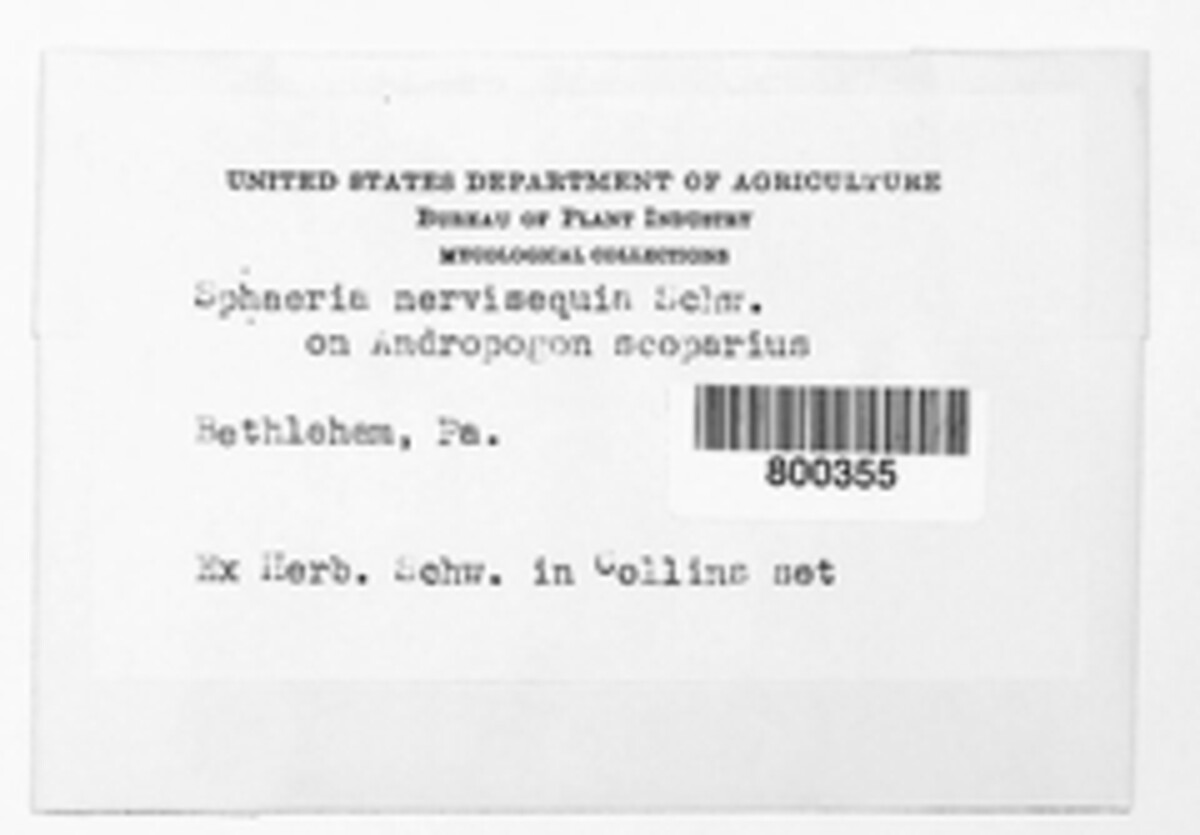 UNITED STATES DEPARTMENT OF AGRICULTURE
BUREAU OF PLANT INDUSTRY
MYCOLOGICAL COLLECTIONS
Sphaeria nervisequia Schw.
on Andropogon scoparius
Bethlehem, Pa.
800355
Ex Herb. Schw. in Collins set